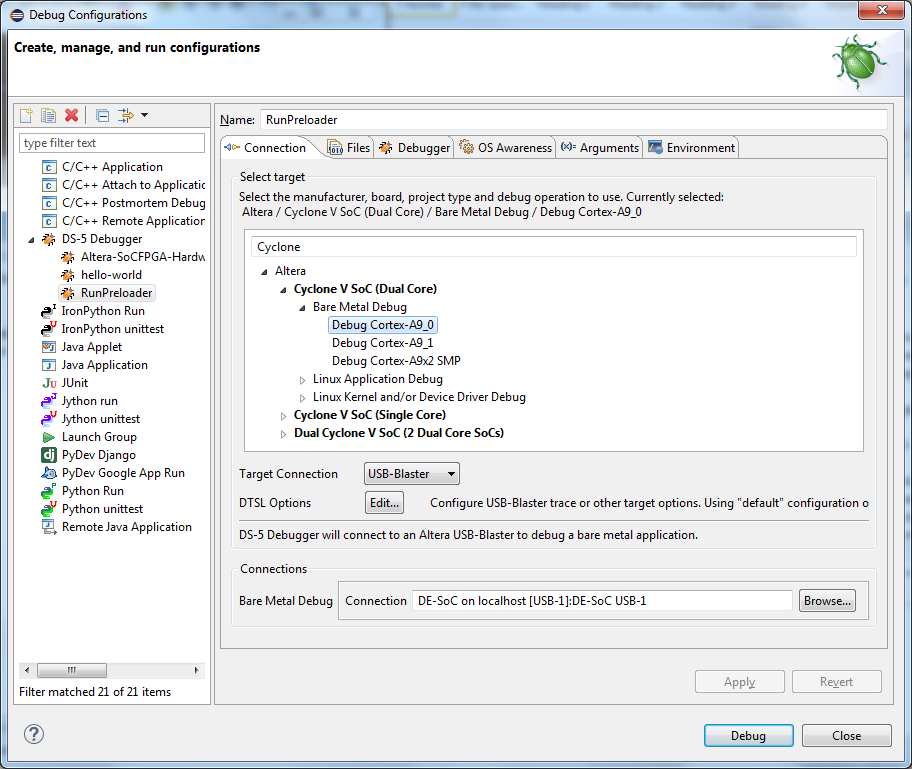 Debug Configurations
Create, manage, and run configurations
type filter text
C/C++ Application
C/C++ Attach to Applicatic
C/C++ Postmortem Debug
C/C++ Remote Application
DS-5 Debugger
Altera-SoCFPGA-Hardw
hello-world
RunPreloader
IronPython Run
IronPython unittest
Java Applet
Java Application
JUnit
Jython run
Jython unittest
Launch Group
PyDev Django
PyDev Google App Run
Python Run
Python unittest
Remote Java Application
Filter matched 21 of 21 items
Name: RunPreloader
Connection Files Debugger OS Awareness Arguments Environment
Select target
Select the manufacturer, board, project type and debug operation to use. Currently selected:
Altera / Cyclone V SoC (Dual Core) / Bare Metal Debug / Debug Cortex-A9_0
Cyclone
Altera
Cyclone V SoC (Dual Core)
Bare Metal Debug
Debug Cortex-A9_0
Debug Cortex-A9_1
Debug Cortex-A9x2 SMP
Linux Application Debug
Linux Kernel and/or Device Driver Debug
Cyclone V SoC (Single Core)
Dual Cyclone V SoC (2 Dual Core SoCs)
Target Connection USB-Blaster
DTSL Options Edit... Configure USB-Blaster trace or other target options. Using "default" configuration o
DS-5 Debugger will connect to an Altera USB-Blaster to debug a bare metal application.
Connections
Bare Metal Debug Connection DE-SoC on localhost [USB-1]:DE-SoC USB-1 Browse...
Apply Revert
Debug Close